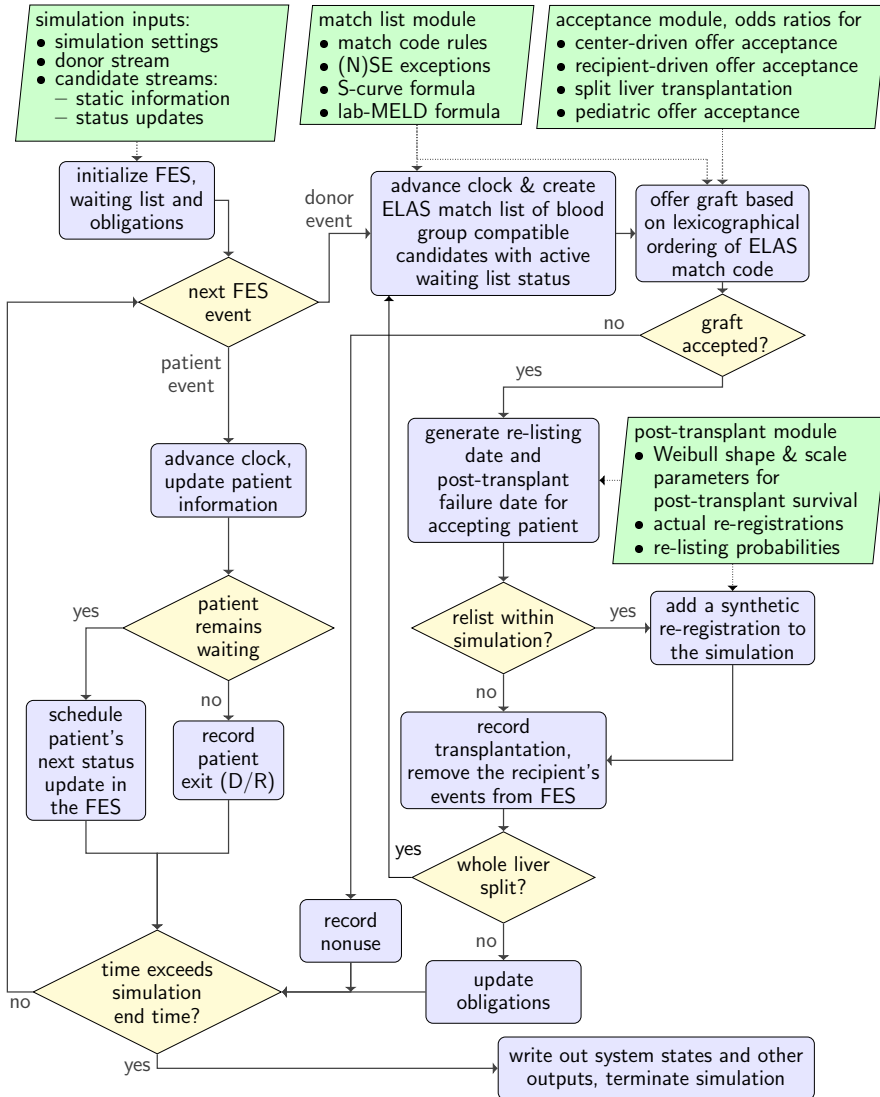 simulation inputs:
● simulation settings
● donor stream
● candidate streams:
– static information
– status updates
match list module
● match code rules
● (N)SE exceptions
● S-curve formula
● lab-MELD formula
acceptance module, odds ratios for
● center-driven offer acceptance
● recipient-driven offer acceptance
● split liver transplantation
● pediatric offer acceptance
initialize FES,
waiting list and
obligations
donor
event
advance clock & create
ELAS match list of blood
group compatible
candidates with active
waiting list status
offer graft based
on lexicographical
ordering of ELAS
match code
next FES
event
patient
event
graft
accepted?
no
yes
advance clock,
update patient
information
generate re-listing
date and
post-transplant
failure date for
accepting patient
post-transplant module
● Weibull shape & scale
parameters for
post-transplant survival
● actual re-registrations
● re-listing probabilities
patient
remains
waiting
yes
no
relist within
simulation?
yes
no
add a synthetic
re-registration to
the simulation
schedule
patient's
next status
update in
the FES
record
patient
exit (D/R)
record
transplantation,
remove the recipient's
events from FES
whole liver
split?
yes
no
record
nonuse
update
obligations
time exceeds
simulation
end time?
no
yes
write out system states and other
outputs, terminate simulation